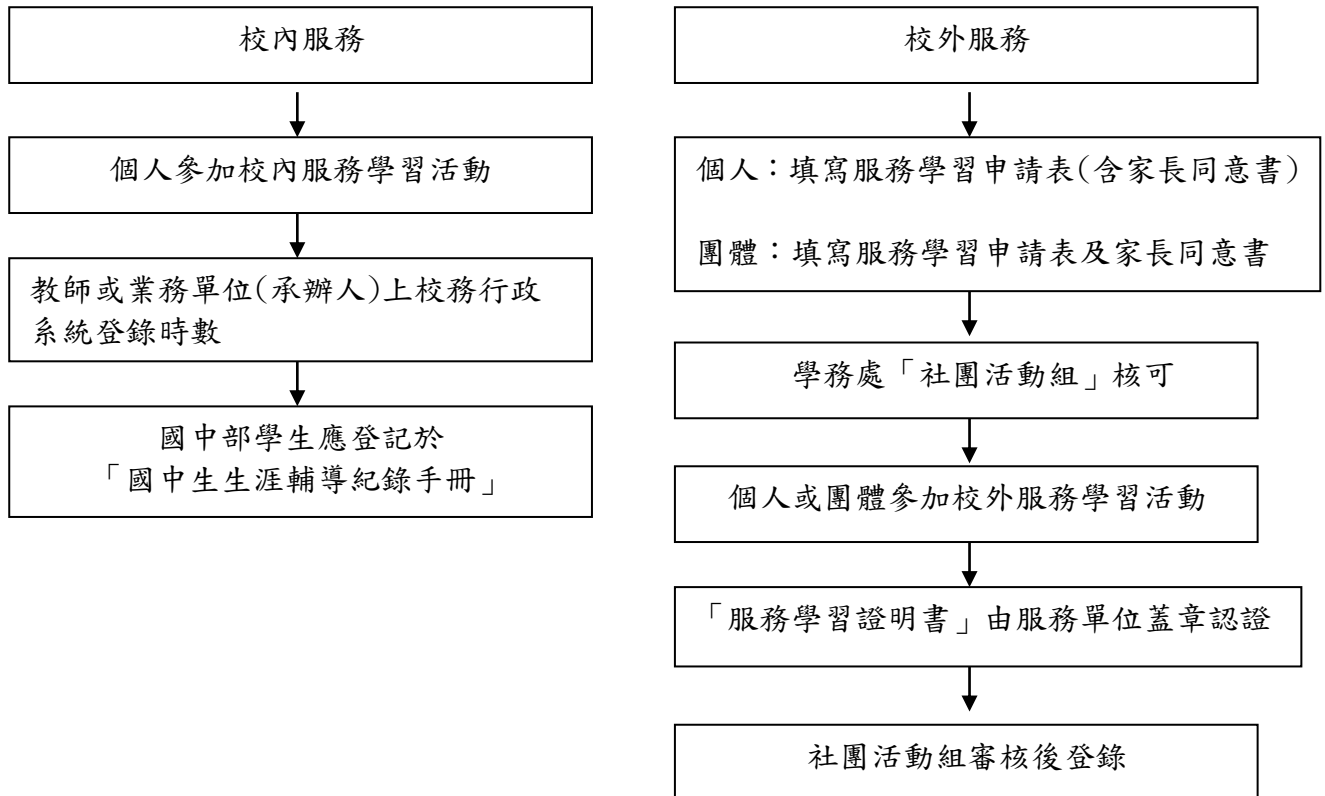 校內服務
個人參加校內服務學習活動
教師或業務單位(承辦人)上校務行政
系統登錄時數
國中部學生應登記於
「國中生生涯輔導紀錄手冊」
校外服務
個人：填寫服務學習申請表(含家長同意書)
團體：填寫服務學習申請表及家長同意書
學務處「社團活動組」核可
個人或團體參加校外服務學習活動
「服務學習證明書」由服務單位蓋章認證
社團活動組審核後登錄